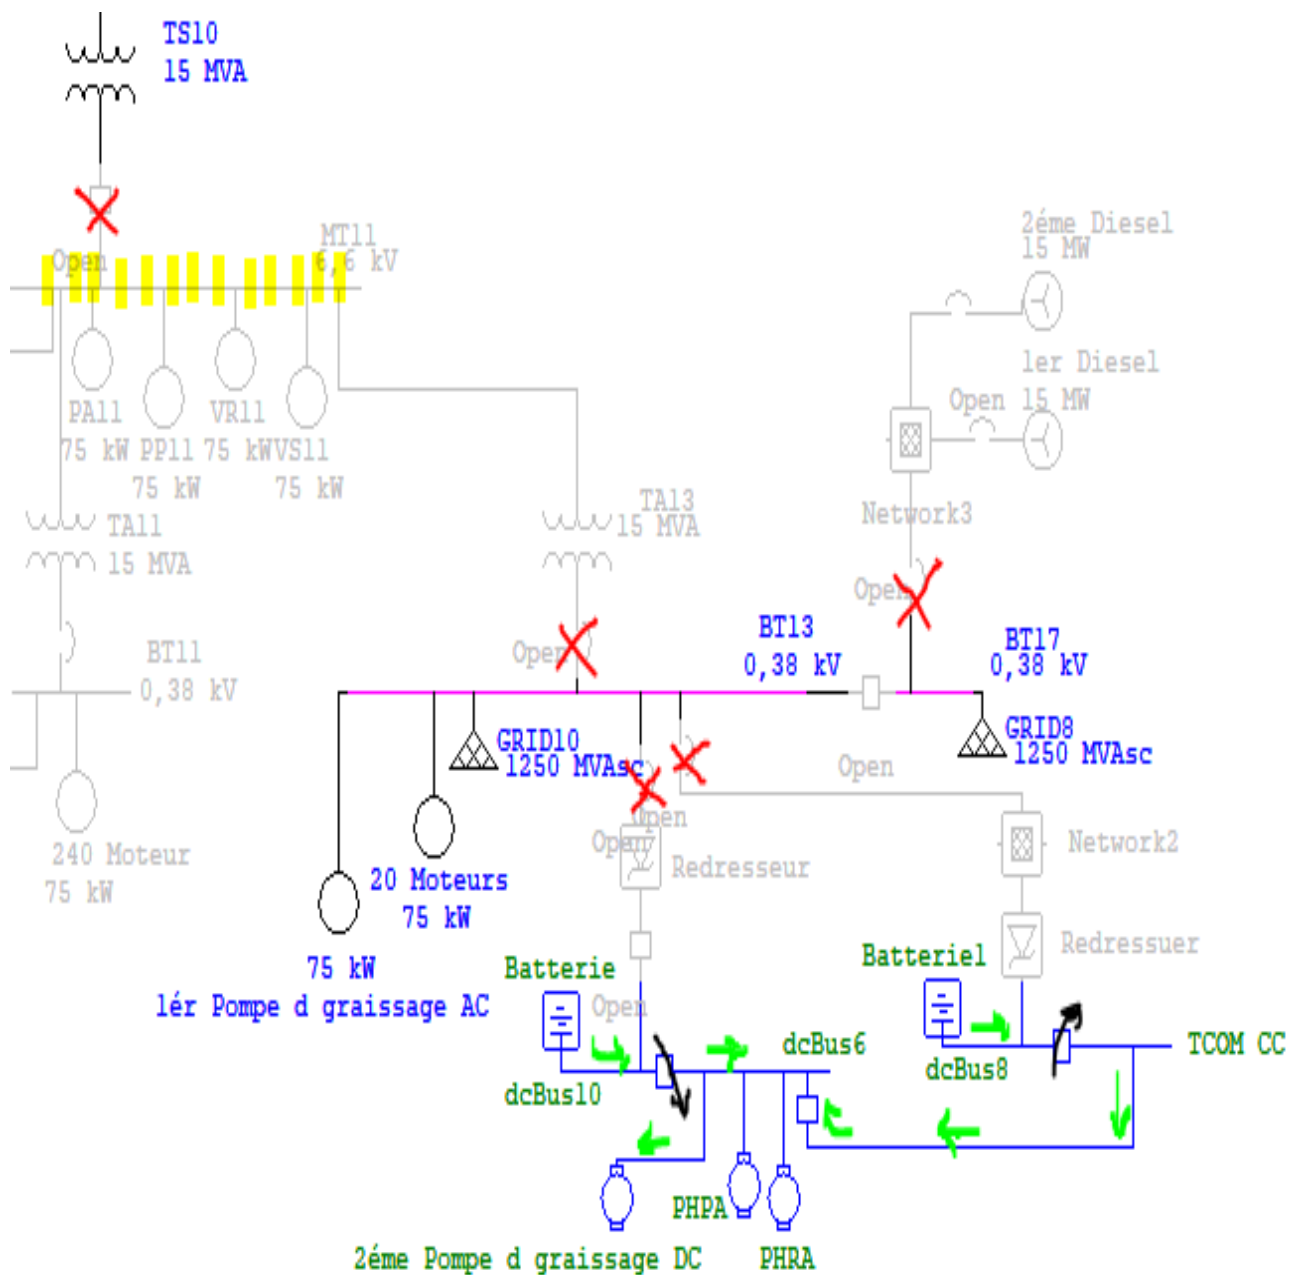 TS10
15 MVA
Open
MT11
6,6 kV
2éme Diesel
15 MW
1er Diesel
Open
15 MW
PA11
75 kW
PP11
75 kW
VR11
75 kW
VS11
75 kW
Network3
TA11
15 MVA
TA13
15 MVA
Open
BT11
0,38 kV
Open
BT13
0,38 kV
BT17
0,38 kV
GRID10
1250 MVAsc
GRID8
1250 MVAsc
Open
Open
Open
Redresseur
Network2
240 Moteur
75 kW
20 Moteurs
75 kW
75 kW
1ér Pompe d graissage AC
Batterie
Open
Batterie1
Redressuer
dcBus10
dcBus6
dcBus8
TCOM CC
PHPA
2éme Pompe d graissage DC
PHRA